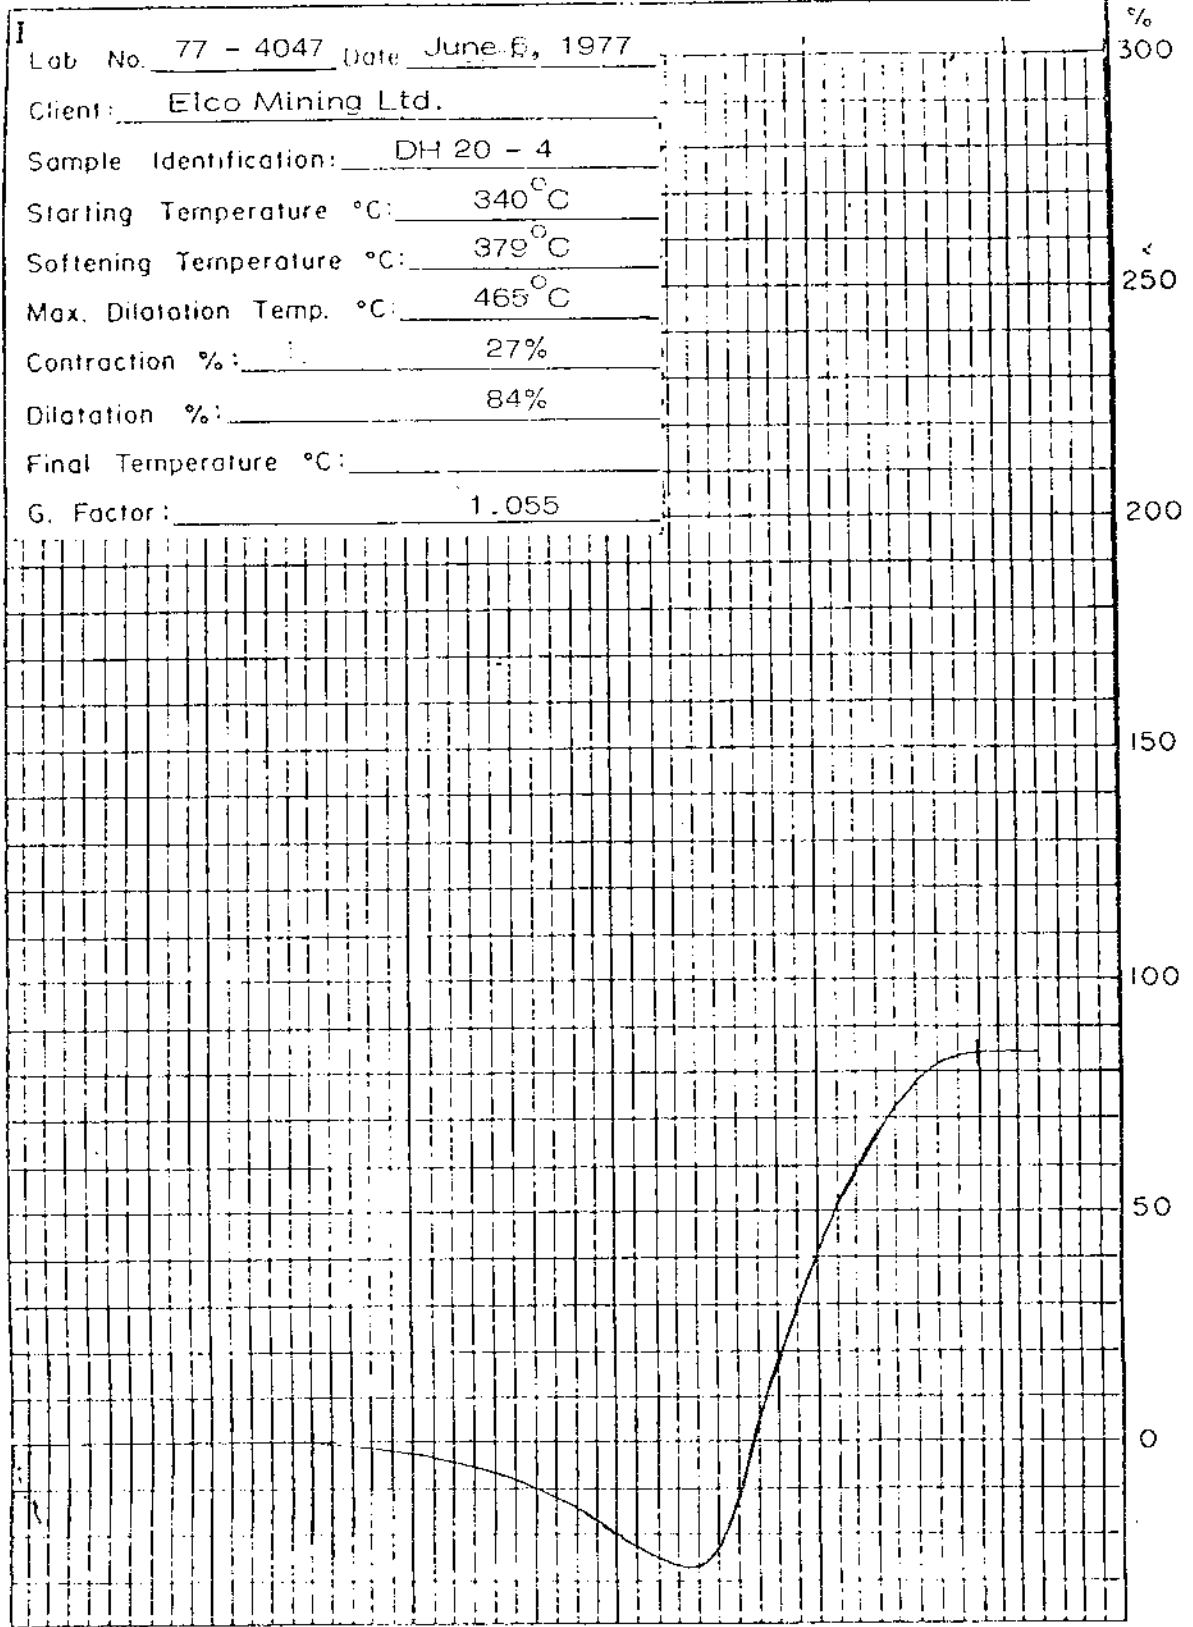 I
Lab No. 77 - 4047 Date June 6, 1977
Client: Elco Mining Ltd.
Sample Identification: DH 20 - 4
Starting Temperature °C: 340°C
Softening Temperature °C: 379°C
Max. Dilatation Temp. °C: 465°C
Contraction %: 27%
Dilatation %: 84%
Final Temperature °C:
G. Factor: 1.055
%
300
250
200
150
100
50
0